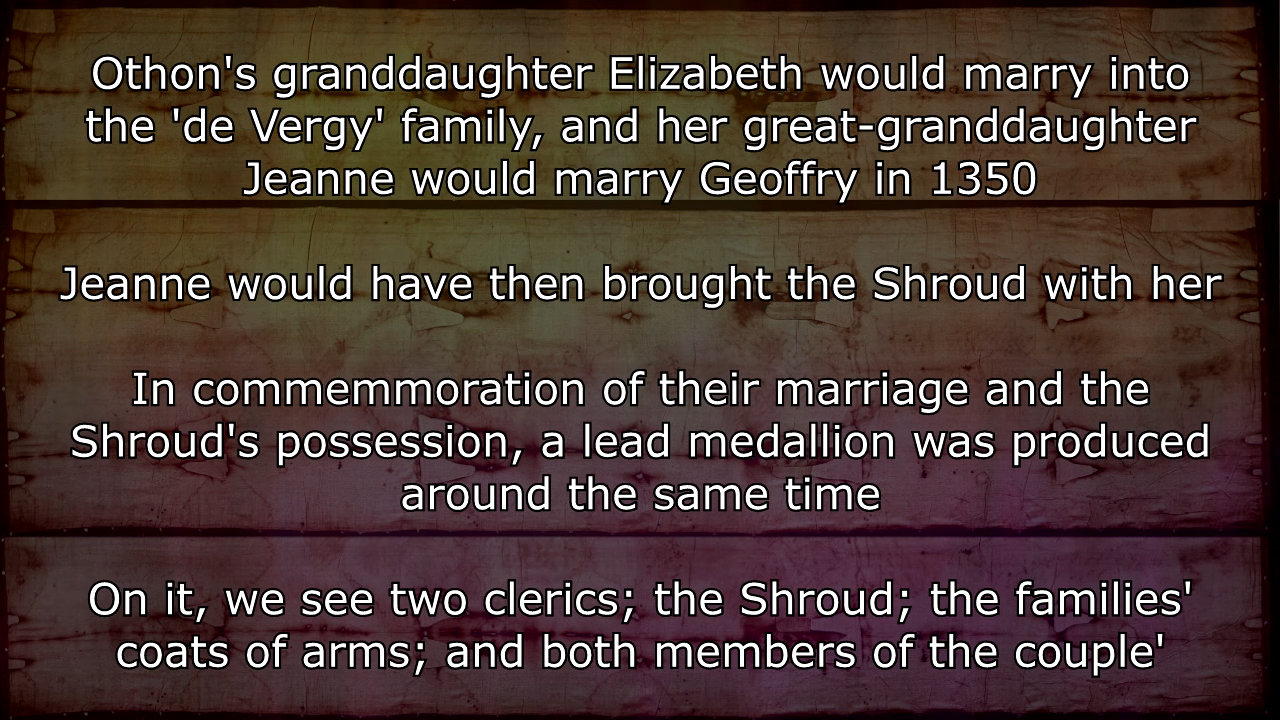 Othon's granddaughter Elizabeth would marry into
the 'de Vergy' family, and her great-granddaughter
Jeanne would marry Geoffry in 1350
Jeanne would have then brought the Shroud with her
In commemmoration of their marriage and the
Shroud's possession, a lead medallion was produced
around the same time
On it, we see two clerics; the Shroud; the families'
coats of arms; and both members of the couple'